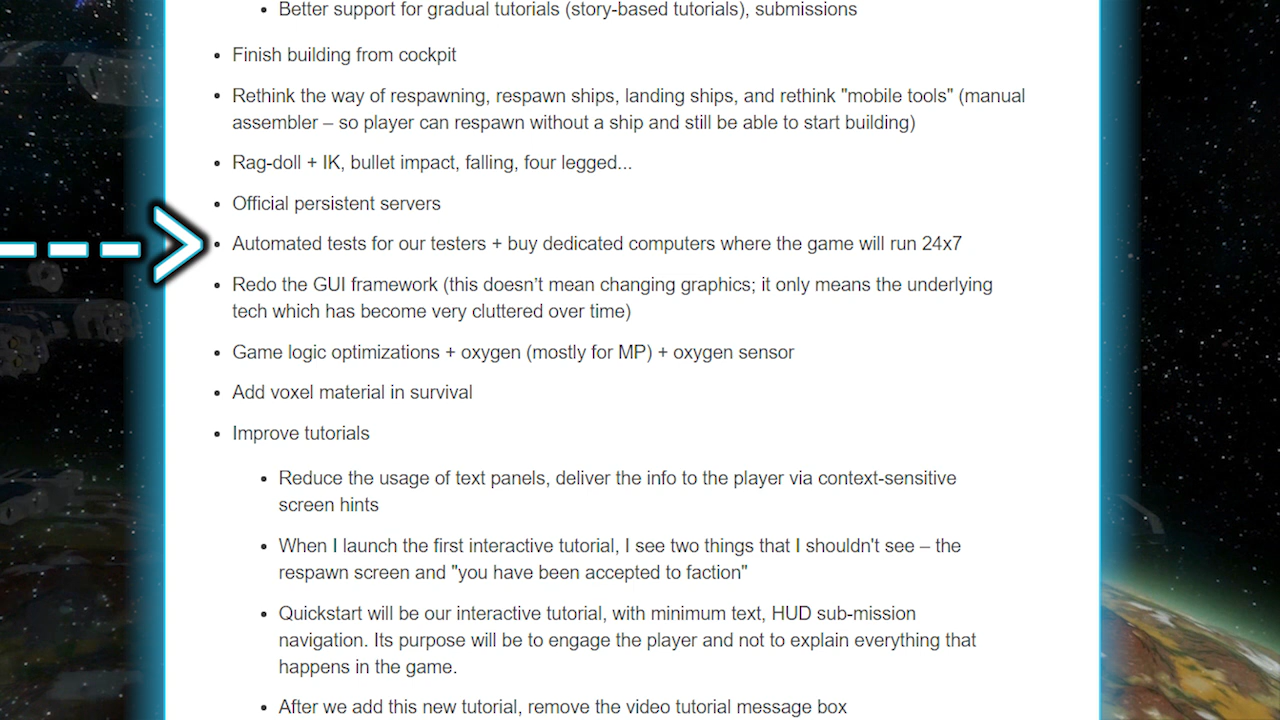 Better support for gradual tutorials (story-based tutorials), submissions
Finish building from cockpit
Rethink the way of respawning, respawn ships, landing ships, and rethink "mobile tools" (manual
assembler – so player can respawn without a ship and still be able to start building)
Rag-doll + IK, bullet impact, falling, four legged...
Official persistent servers
Automated tests for our testers + buy dedicated computers where the game will run 24x7
Redo the GUI framework (this doesn’t mean changing graphics; it only means the underlying
tech which has become very cluttered over time)
Game logic optimizations + oxygen (mostly for MP) + oxygen sensor
Add voxel material in survival
Improve tutorials
Reduce the usage of text panels, deliver the info to the player via context-sensitive
screen hints
When I launch the first interactive tutorial, I see two things that I shouldn't see – the
respawn screen and "you have been accepted to faction"
Quickstart will be our interactive tutorial, with minimum text, HUD sub-mission
navigation. Its purpose will be to engage the player and not to explain everything that
happens in the game.
After we add this new tutorial, remove the video tutorial message box